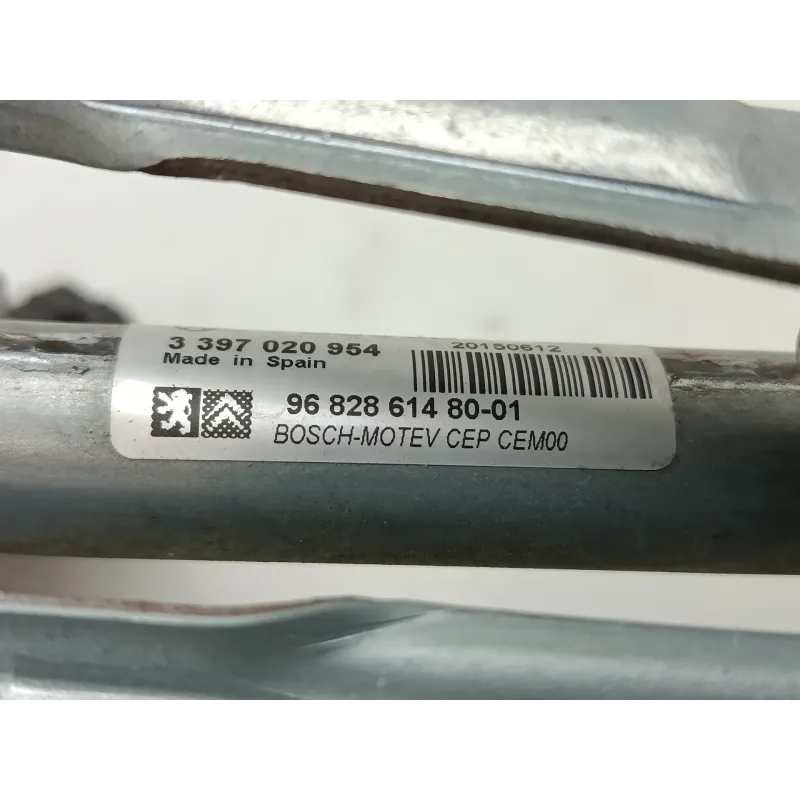 3 397 020 954
20150612 1
Made in Spain
96 828 614 80-01
BOSCH-MOTEV CEP CEM00